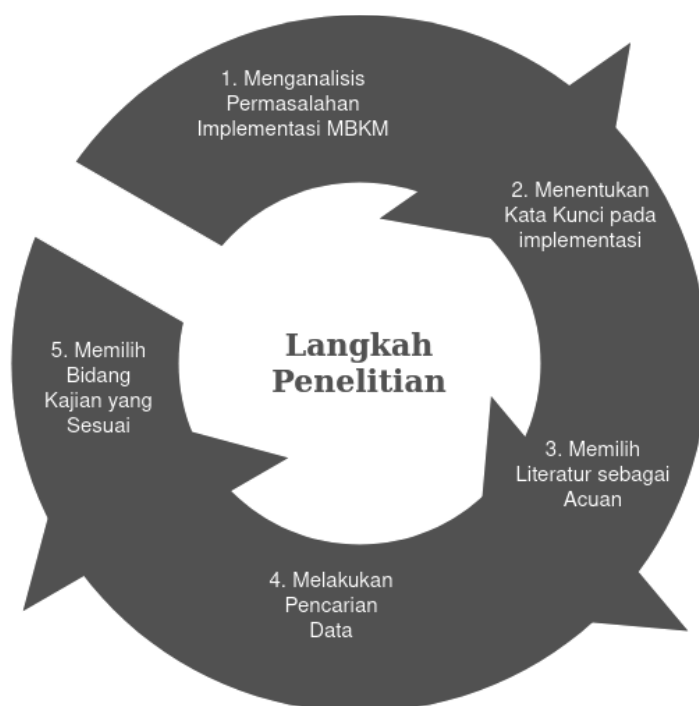 1. Menganalisis
Permasalahan
Implementasi MBKM
2. Menentukan
Kata Kunci pada
implementasi
3. Memilih
Literatur sebagai
Acuan
4. Melakukan
Pencarian
Data
5. Memilih
Bidang
Kajian yang
Sesuai
Langkah
Penelitian